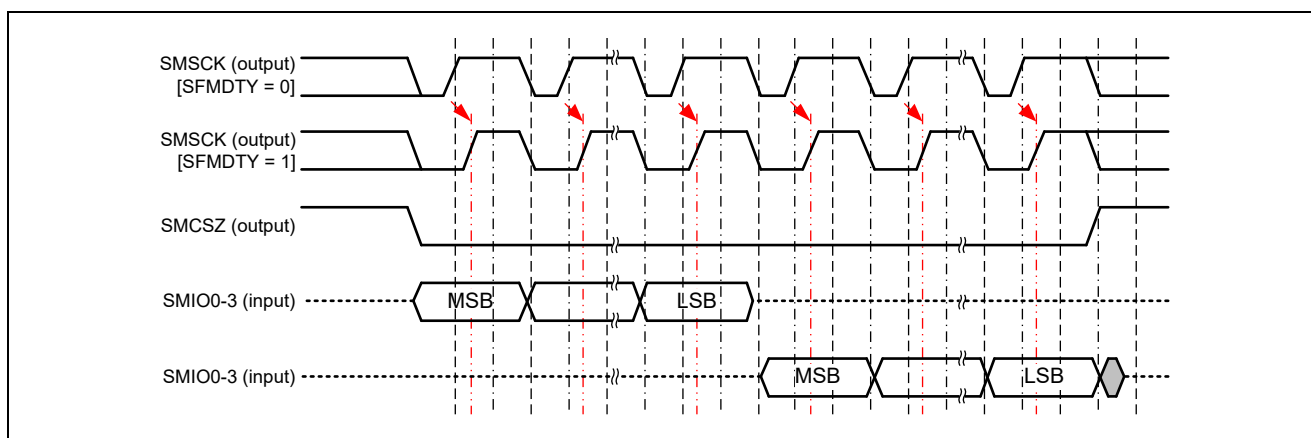 SMSCK (output)
[SFMDTY = 0]
SMSCK (output)
[SFMDTY = 1]
SMCSZ (output)
SMIO0-3 (input)
MSB
LSB
SMIO0-3 (input)
MSB
LSB